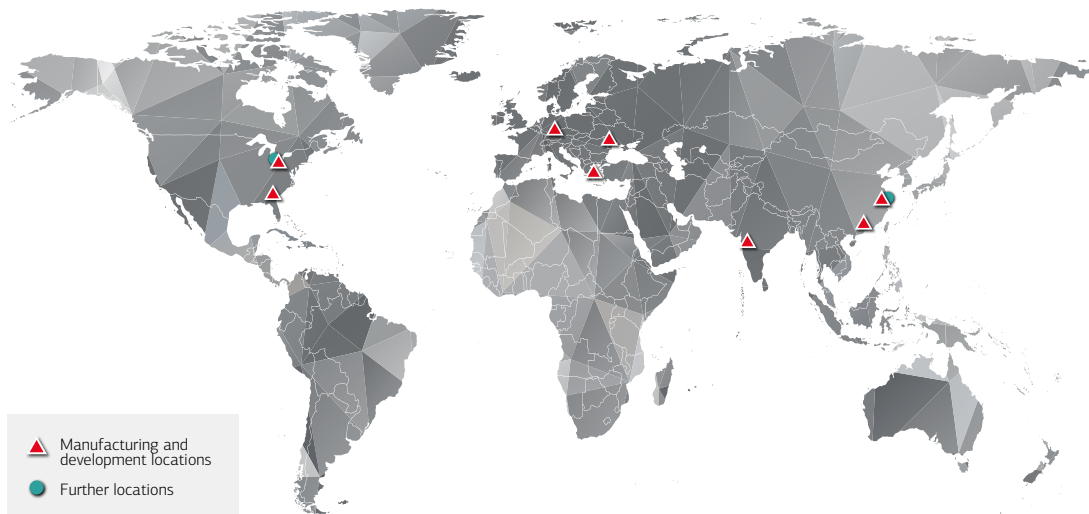 Manufacturing and
development locations
Further locations